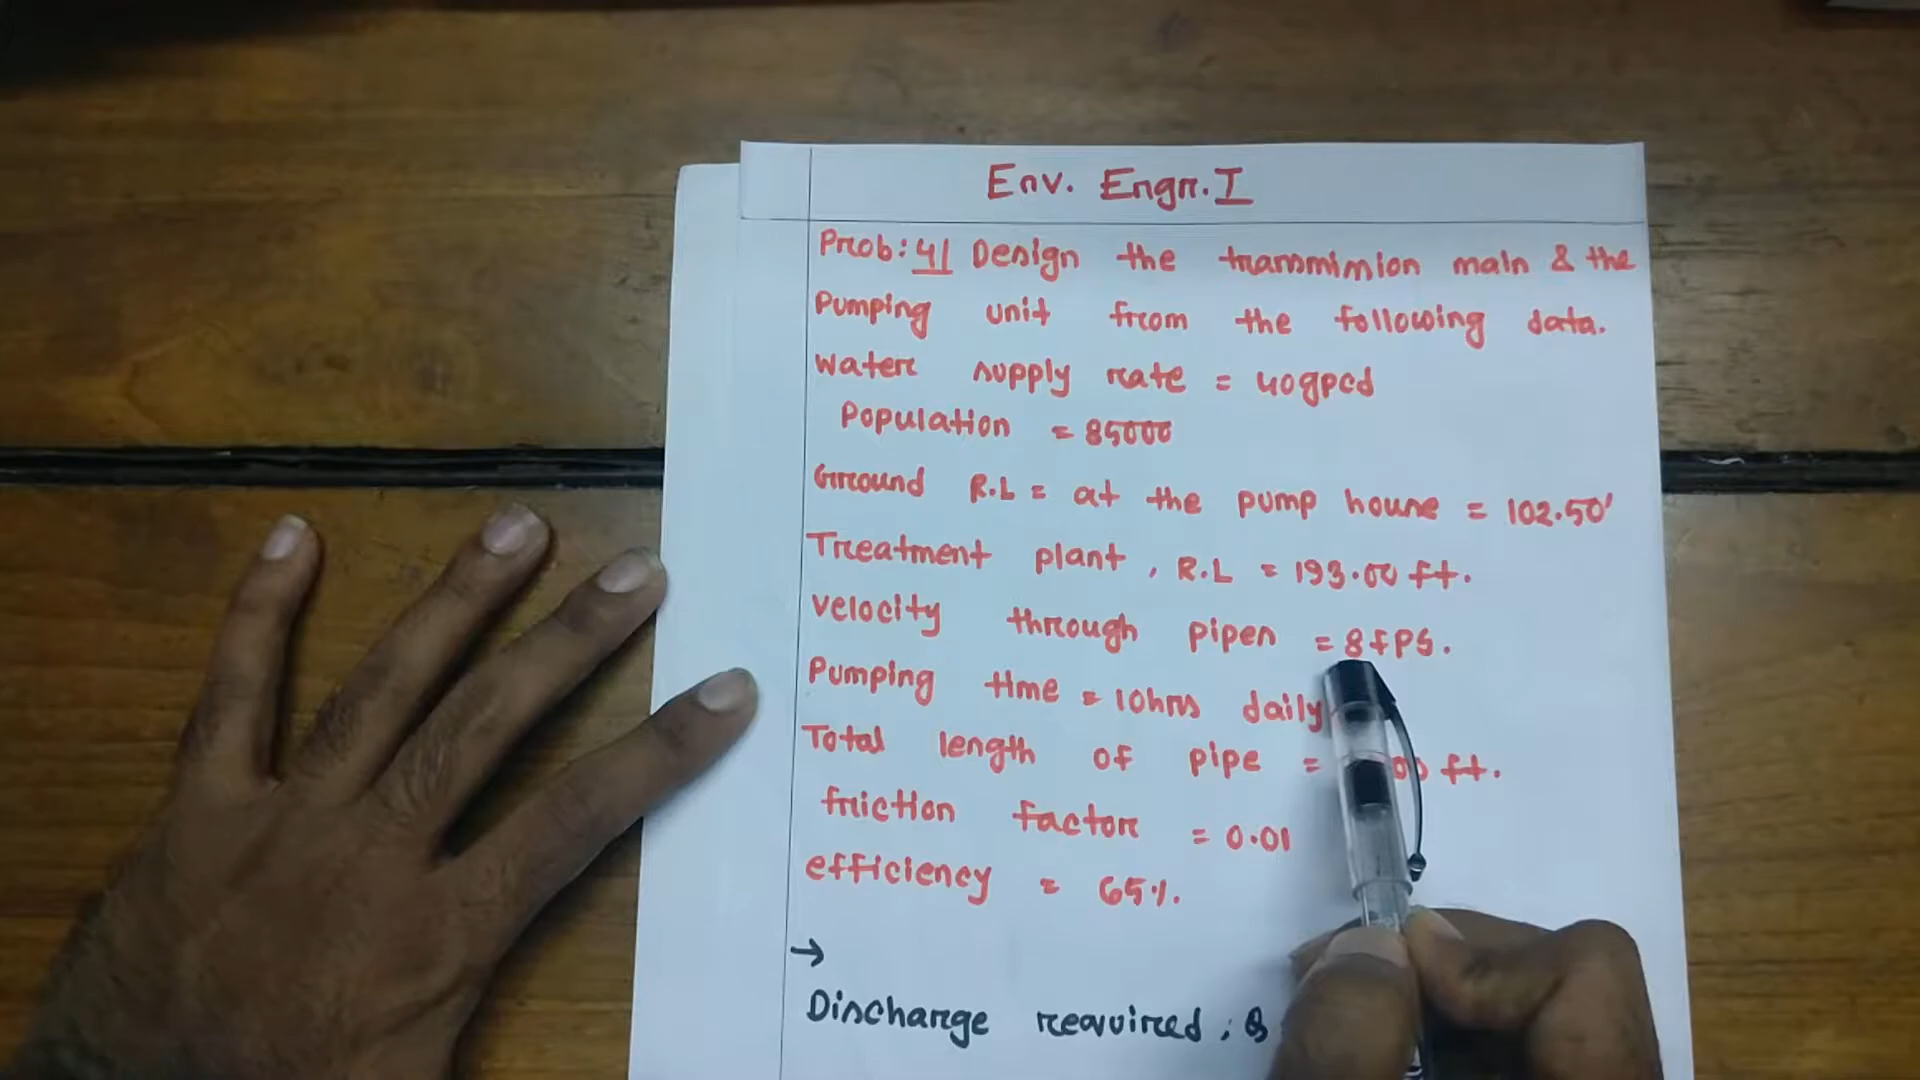 Env. Engr. I
Prob: 41 Design the transmission main & the
Pumping unit from the following data.
Water supply rate = 40gpcd
Population = 85000
Ground R.L = at the pump house = 102.50'
Treatment plant, R.L = 193.00 ft.
Velocity through pipes = 8fps.
Pumping time = 10hrs daily
Total length of pipe = ft.
friction factor = 0.01
efficiency = 65%.
→
Discharge required,